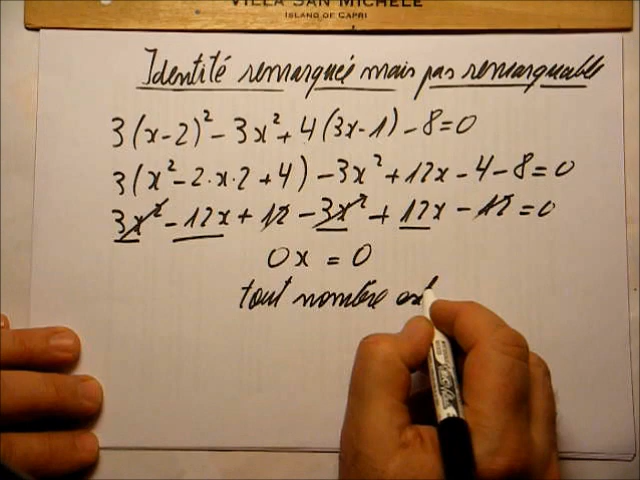 VILLA SAN MICHELE
ISLAND OF CAPRI
Identité remarquée mais pas remarquable
3(x-2)² - 3x² + 4(3x-1) - 8 = 0
3(x² - 2·x·2 + 4) - 3x² + 12x - 4 - 8 = 0
3x² - 12x + 12 - 3x² + 12x - 12 = 0
0x = 0
tout nombre est